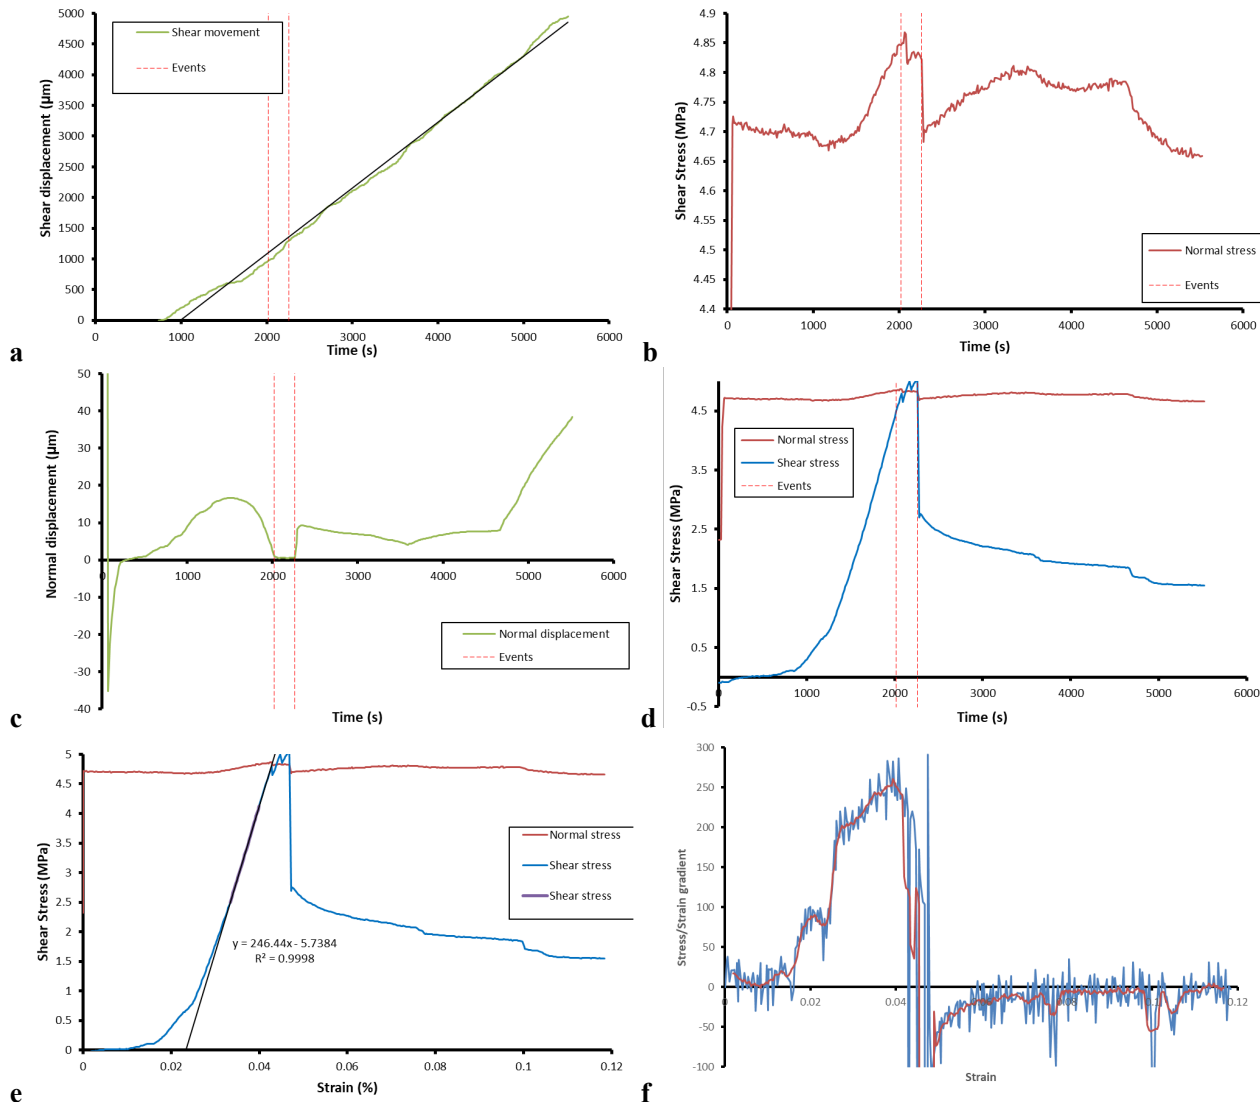 5000
4500
4000
3500
3000
2500
2000
1500
1000
500
0
Shear displacement (µm)
Shear movement
Events
0 1000 2000 3000 4000 5000 6000
Time (s)
a
4.9
4.85
4.8
4.75
4.7
4.65
4.6
4.55
4.5
4.45
4.4
Shear Stress (MPa)
Normal stress
Events
0 1000 2000 3000 4000 5000 6000
Time (s)
b
50
40
30
20
10
0
-10
-20
-30
-40
Normal displacement (µm)
0 1000 2000 3000 4000 5000 6000
Normal displacement
Events
Time (s)
c
4.5
3.5
2.5
1.5
0.5
-0.5
Shear Stress (MPa)
Normal stress
Shear stress
Events
0 1000 2000 3000 4000 5000 6000
Time (s)
d
5
4.5
4
3.5
3
2.5
2
1.5
1
0.5
0
Shear Stress (MPa)
Normal stress
Shear stress
Shear stress
y = 246.44x - 5.7384
R² = 0.9998
0 0.02 0.04 0.06 0.08 0.1 0.12
Strain (%)
e
300
250
200
150
100
50
0
-50
-100
Stress/Strain gradient
0 0.02 0.04 0.06 0.08 0.10 0.12
Strain
f